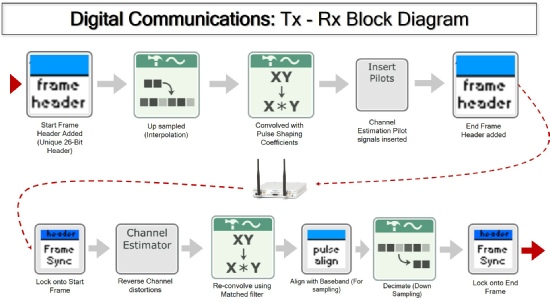 Digital Communications: Tx - Rx Block Diagram
frame
header
XY
X*Y
Insert
Pilots
frame
header
Start Frame
Header Added
(Unique 26-Bit
Header)
Up sampled
(Interpolation)
Convolved with
Pulse Shaping
Coefficients
Channel
Estimation Pilot
signals inserted
End Frame
Header added
header
Frame
Sync
Channel
Estimator
XY
X*Y
pulse
align
header
Frame
Sync
Lock onto Start
Frame
Reverse Channel
distortions
Re-convolve using
Matched filter
Align with Baseband (For
sampling)
Decimate (Down
Sampling)
Lock onto End
Frame